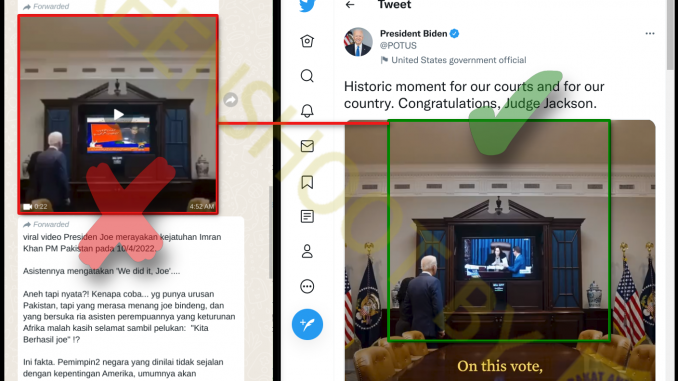 Forwarded
0:22
4:52 AM
Forwarded
viral video Presiden Joe merayakan kejatuhan Imran
Khan PM Pakistan pada 10/4/2022.
Asistennya mengatakan 'We did it, Joe'....
Aneh tapi nyata?! Kenapa coba... yg punya urusan
Pakistan, tapi yang merasa menang joe bindeng, dan
yang bersuka ria asisten perempuannya yang keturunan
Afrika malah kasih selamat sambil pelukan: "Kita
Berhasil joe" !?
Ini fakta. Pemimpin2 negara yang dinilai tidak sejalan
dengan kepentingan Amerika, umumnya akan
Tweet
President Biden
@POTUS
United States government official
Historic moment for our courts and for our
country. Congratulations, Judge Jackson.
On this vote,